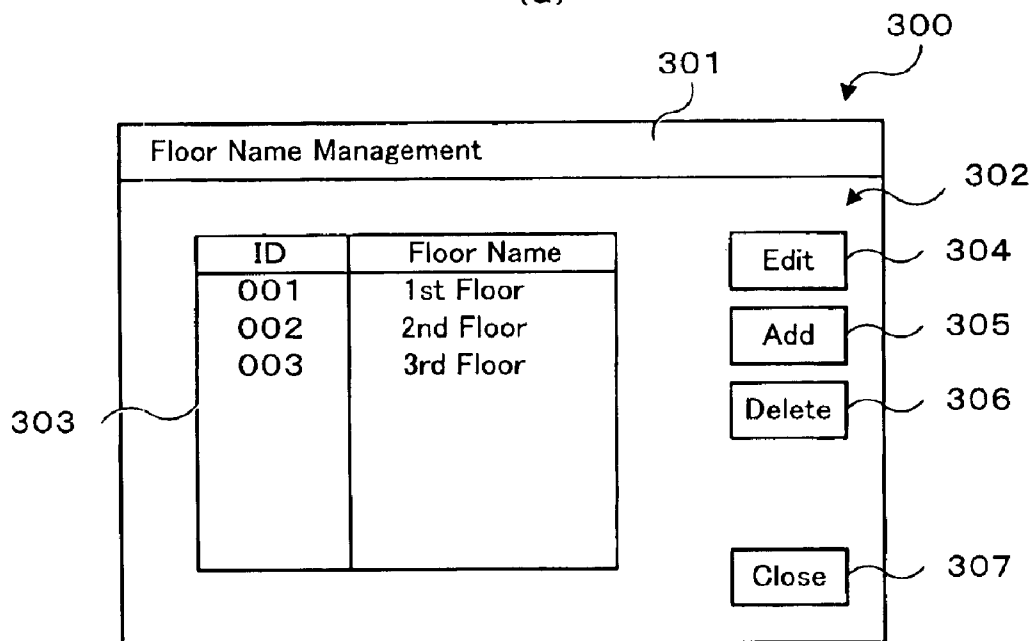 300
301
Floor Name Management
302
ID Floor Name
Edit 304
001 1st Floor
002 2nd Floor
Add 305
003 3rd Floor
Delete 306
303
Close 307